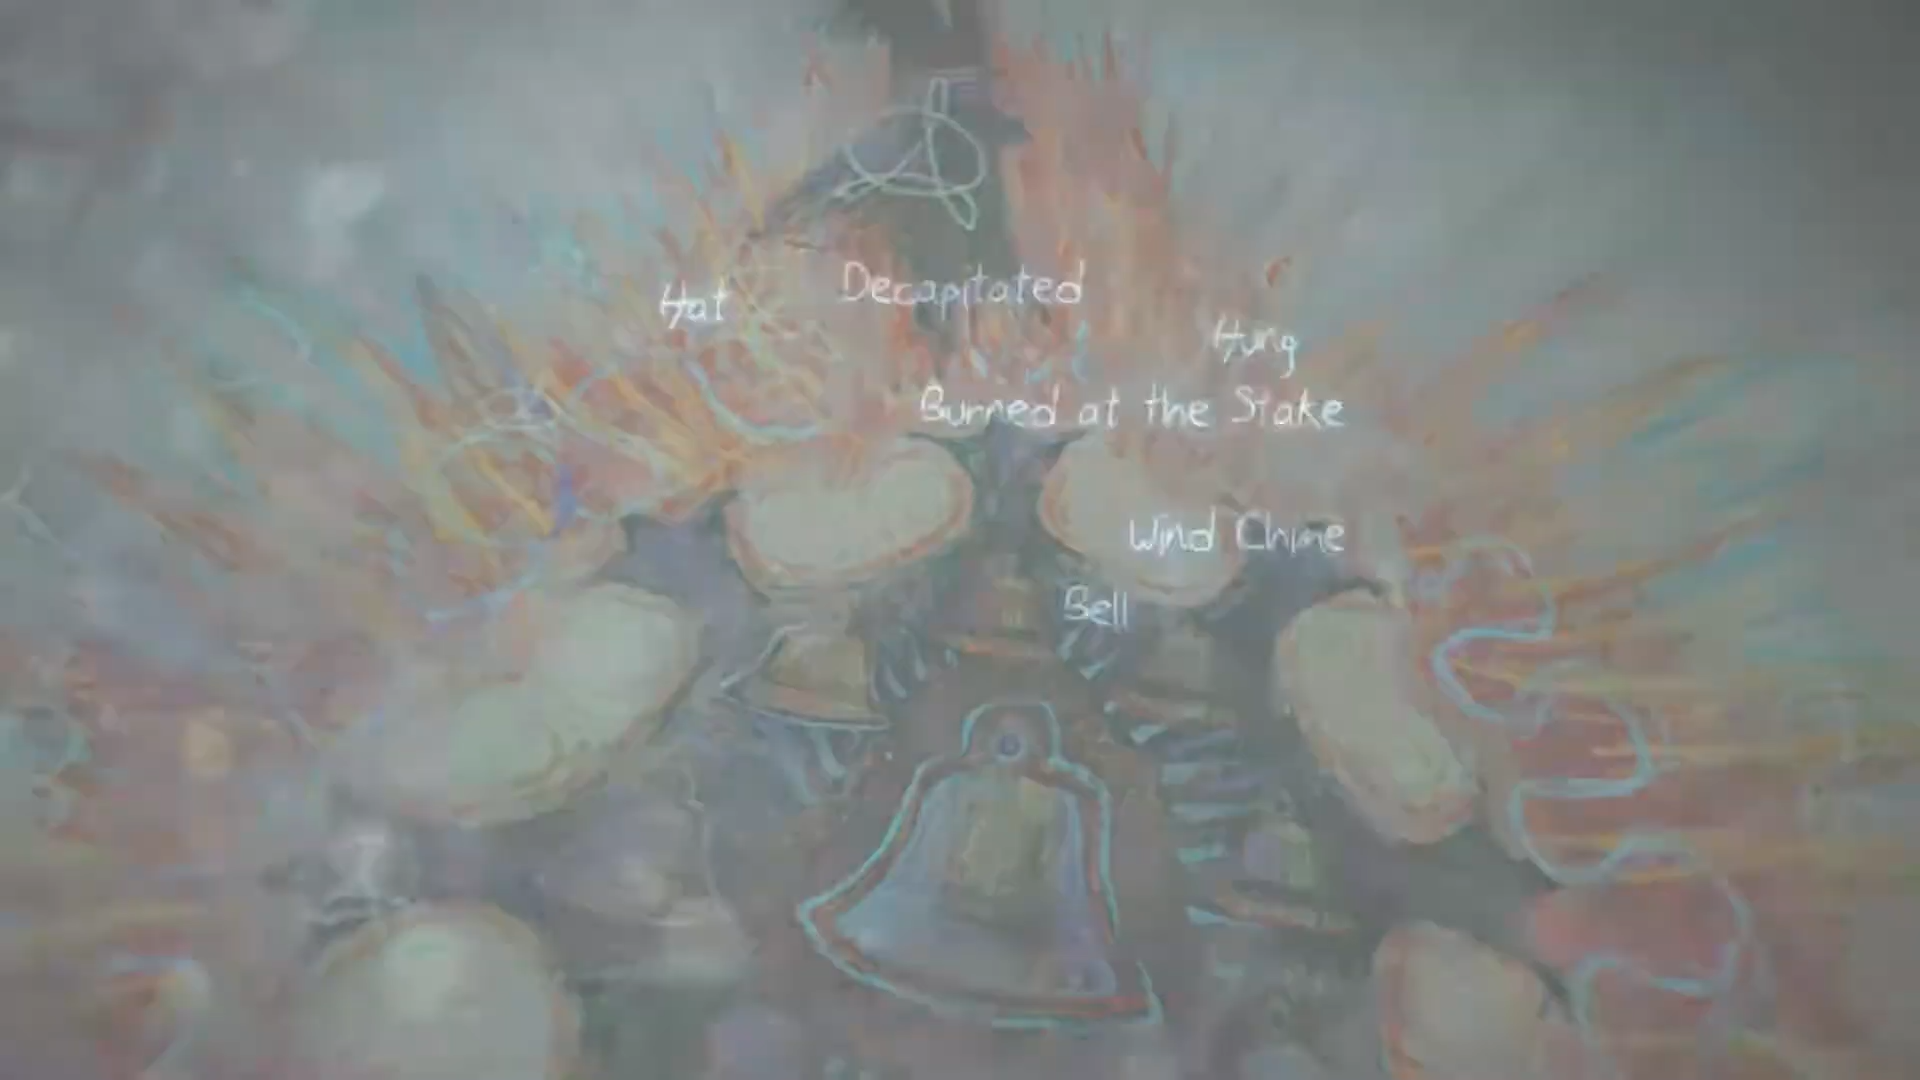 Decapitated
Hat
Hung
Burned at the Stake
Wind Chime
Bell